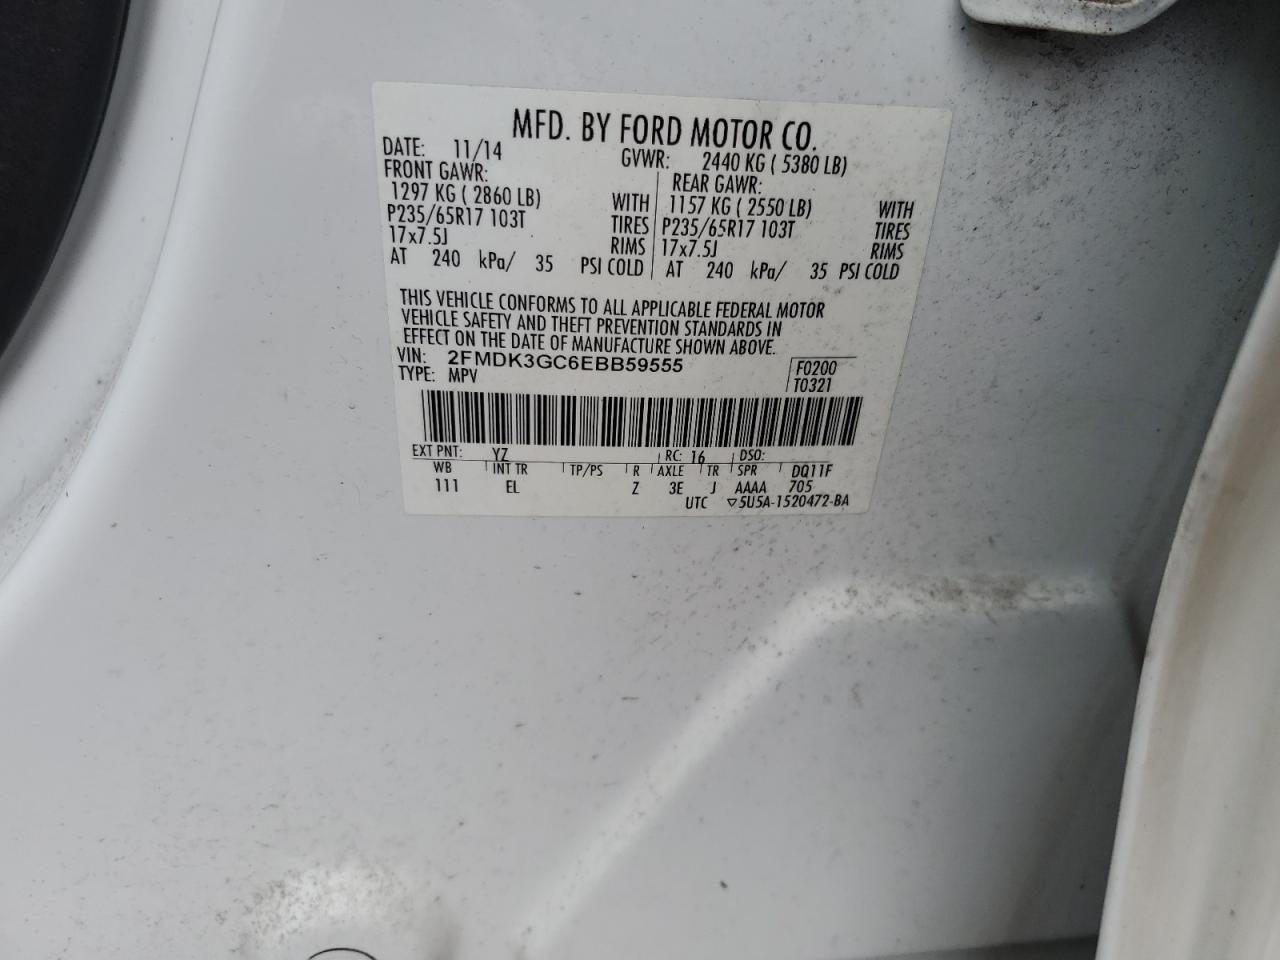 MFD. BY FORD MOTOR CO.
DATE: 11/14 GVWR: 2440 KG ( 5380 LB)
FRONT GAWR: REAR GAWR:
1297 KG ( 2860 LB) WITH 1157 KG ( 2550 LB) WITH
P235/65R17 103T TIRES P235/65R17 103T TIRES
17x7.5J RIMS 17x7.5J RIMS
AT 240 kPa/ 35 PSI COLD AT 240 kPa/ 35 PSI COLD
THIS VEHICLE CONFORMS TO ALL APPLICABLE FEDERAL MOTOR
VEHICLE SAFETY AND THEFT PREVENTION STANDARDS IN
EFFECT ON THE DATE OF MANUFACTURE SHOWN ABOVE.
VIN: 2FMDK3GC6EBB59555 F0200
TYPE: MPV T0321
EXT PNT: YZ RC: 16 DSO:
WB INT TR TP/PS R AXLE TR SPR DQ11F
111 EL Z 3E J AAAA 705
UTC ▽5U5A-1520472-BA